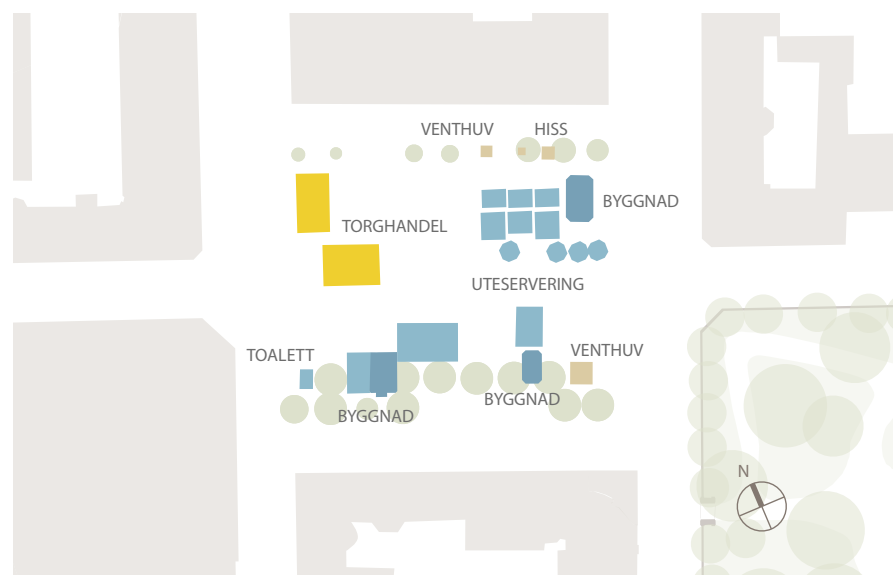 VENTHUV
HISS
BYGGNAD
TORGHANDEL
UTESERVERING
TOALETT
VENTHUV
BYGGNAD
BYGGNAD
N